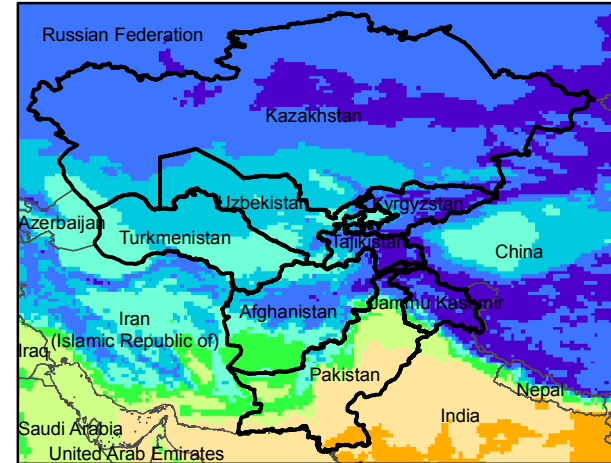 Russian Federation
Kazakhstan
Uzbekistan
Kyrgyzstan
Azerbaijan
Turkmenistan
Tajikistan
China
Afghanistan
Jammu Kashmir
Iran
(Islamic Republic of)
Iraq
Pakistan
Nepal
India
Saudi Arabia
United Arab Emirates